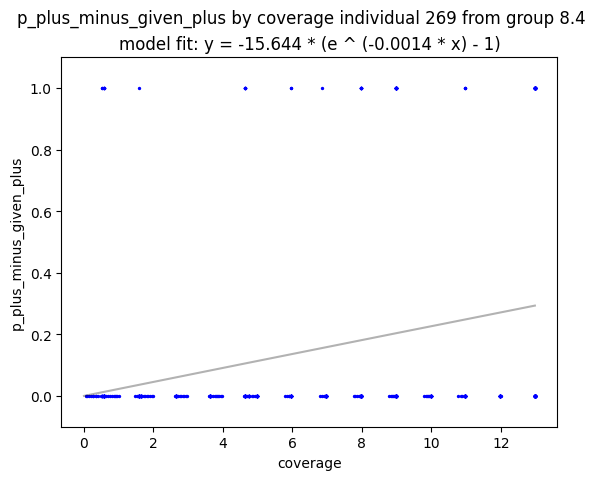 p_plus_minus_given_plus by coverage individual 269 from group 8.4
model fit: y = -15.644 * (e ^ (-0.0014 * x) - 1)
1.0
0.8
0.6
0.4
0.2
0.0
p_plus_minus_given_plus
0 2 4 6 8 10 12
coverage